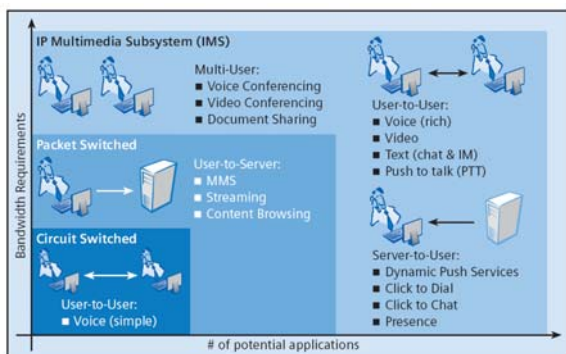 IP Multimedia Subsystem (IMS)
Multi-User:
■ Voice Conferencing
■ Video Conferencing
■ Document Sharing
User-to-User:
■ Voice (rich)
■ Video
■ Text (chat & IM)
■ Push to talk (PTT)
Packet Switched
User-to-Server:
■ MMS
■ Streaming
■ Content Browsing
Server-to-User:
■ Dynamic Push Services
■ Click to Dial
■ Click to Chat
■ Presence
Circuit Switched
User-to-User:
■ Voice (simple)
Bandwidth Requirements
# of potential applications